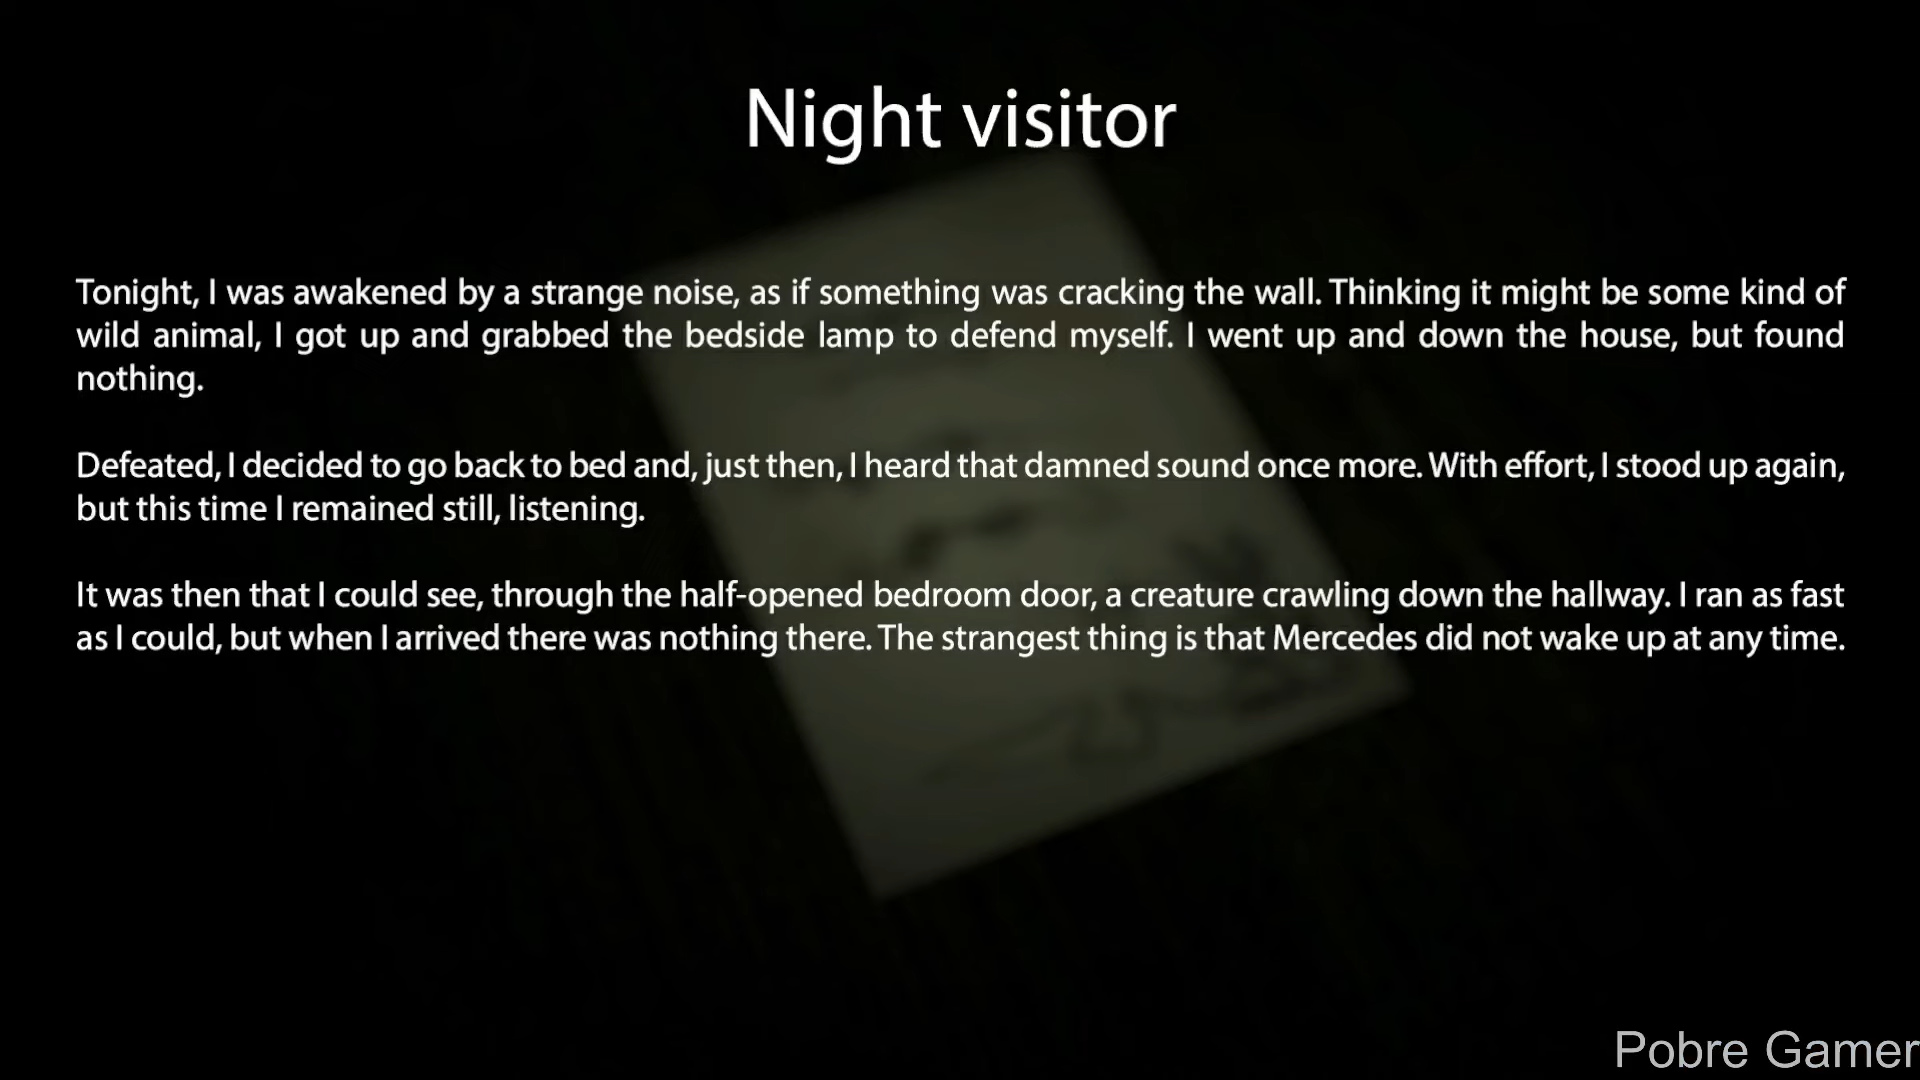 Night visitor
Tonight, I was awakened by a strange noise, as if something was cracking the wall. Thinking it might be some kind of
wild animal, I got up and grabbed the bedside lamp to defend myself. I went up and down the house, but found
nothing.
Defeated, I decided to go back to bed and, just then, I heard that damned sound once more. With effort, I stood up again,
but this time I remained still, listening.
It was then that I could see, through the half-opened bedroom door, a creature crawling down the hallway. I ran as fast
as I could, but when I arrived there was nothing there. The strangest thing is that Mercedes did not wake up at any time.
Pobre Gamer